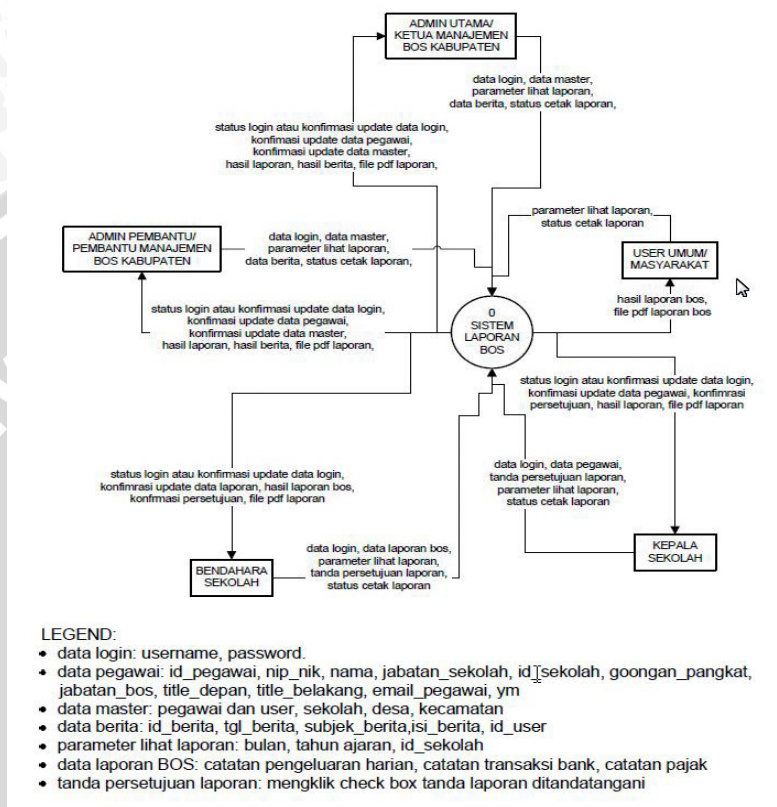 ADMIN UTAMA/
KETUA MANAJEMEN
BOS KABUPATEN
data login, data master,
parameter lihat laporan,
data berita, status cetak laporan,
status login atau konfirmasi update data login,
konfimasi update data pegawai,
konfirmasi update data master,
hasil laporan, hasil berita, file pdf laporan,
parameter lihat laporan,
status cetak laporan
ADMIN PEMBANTU/
PEMBANTU MANAJEMEN
BOS KABUPATEN
data login, data master,
parameter lihat laporan,
data berita, status cetak laporan,
USER UMUM/
MASYARAKAT
hasil laporan bos,
file pdf laporan bos
0
SISTEM
LAPORAN
BOS
status login atau konfirmasi update data login,
konfimasi update data pegawai,
konfirmasi update data master,
hasil laporan, hasil berita, file pdf laporan,
status login atau konfirmasi update data login,
konfimasi update data pegawai, konfimrasi
persetujuan, hasil laporan, file pdf laporan
status login atau konfirmasi update data login,
konfimrasi update data laporan, hasil laporan bos,
konfrmasi persetujuan, file pdf laporan
data login, data pegawai,
tanda persetujuan laporan,
parameter lihat laporan,
status cetak laporan
BENDAHARA
SEKOLAH
data login, data laporan bos,
parameter lihat laporan,
tanda persetujuan laporan,
status cetak laporan
KEPALA
SEKOLAH
LEGEND:
• data login: username, password.
• data pegawai: id_pegawai, nip_nik, nama, jabatan_sekolah, id_sekolah, goongan_pangkat,
jabatan_bos, title_depan, title_belakang, email_pegawai, ym
• data master: pegawai dan user, sekolah, desa, kecamatan
• data berita: id_berita, tgl_berita, subjek_berita,isi_berita, id_user
• parameter lihat laporan: bulan, tahun ajaran, id_sekolah
• data laporan BOS: catatan pengeluaran harian, catatan transaksi bank, catatan pajak
• tanda persetujuan laporan: mengklik check box tanda laporan ditandatangani